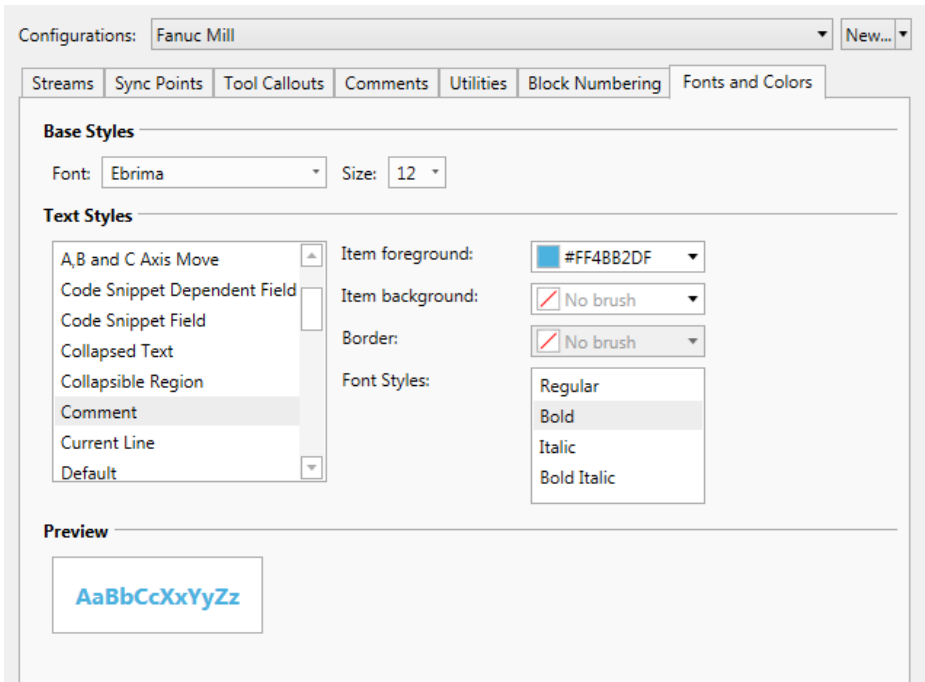 Configurations: Fanuc Mill New...
Streams Sync Points Tool Callouts Comments Utilities Block Numbering Fonts and Colors
Base Styles
Font: Ebrima Size: 12
Text Styles
A,B and C Axis Move
Code Snippet Dependent Field
Code Snippet Field
Collapsed Text
Collapsible Region
Comment
Current Line
Default
Item foreground: #FF4BB2DF
Item background: No brush
Border: No brush
Font Styles:
Regular
Bold
Italic
Bold Italic
Preview
AaBbCcXxYyZz